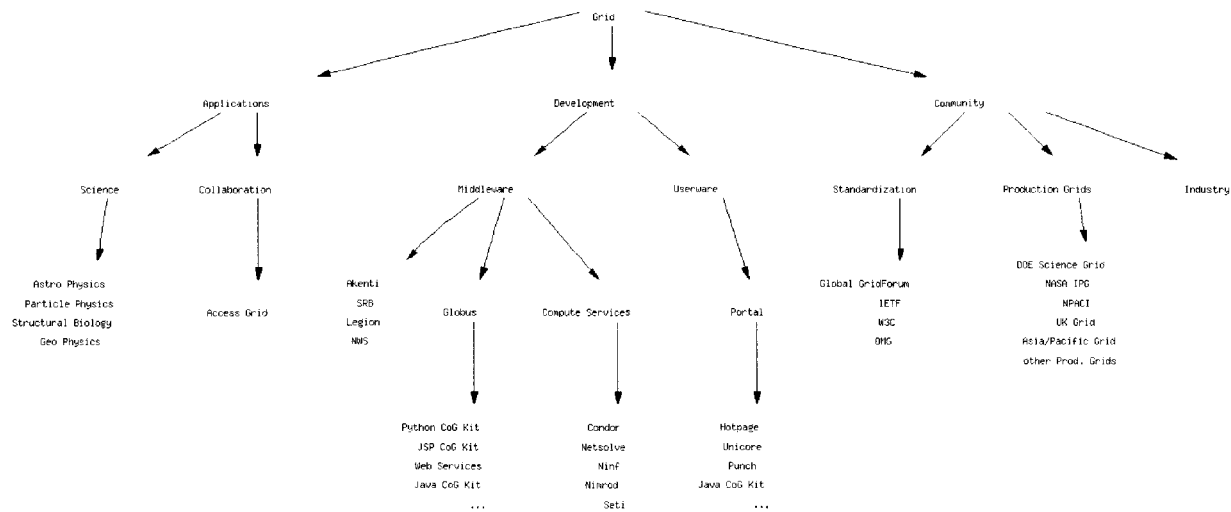 Grid
Applications
Development
Community
Science
Collaboration
Middleware
Userware
Standardization
Production Grids
Industry
Astro Physics
Particle Physics
Structural Biology
Geo Physics
Access Grid
Akenti
SRB
Legion
NWS
Globus
Compute Services
Portal
Global GridForum
IETF
W3C
OMG
DOE Science Grid
NASA IPG
NPACI
UK Grid
Asia/Pacific Grid
other Prod. Grids
Python CoG Kit
JSP CoG Kit
Web Services
Java CoG Kit
...
Condor
Netsolve
Ninf
Nimrod
Seti
Hotpage
Unicore
Punch
Java CoG Kit
...